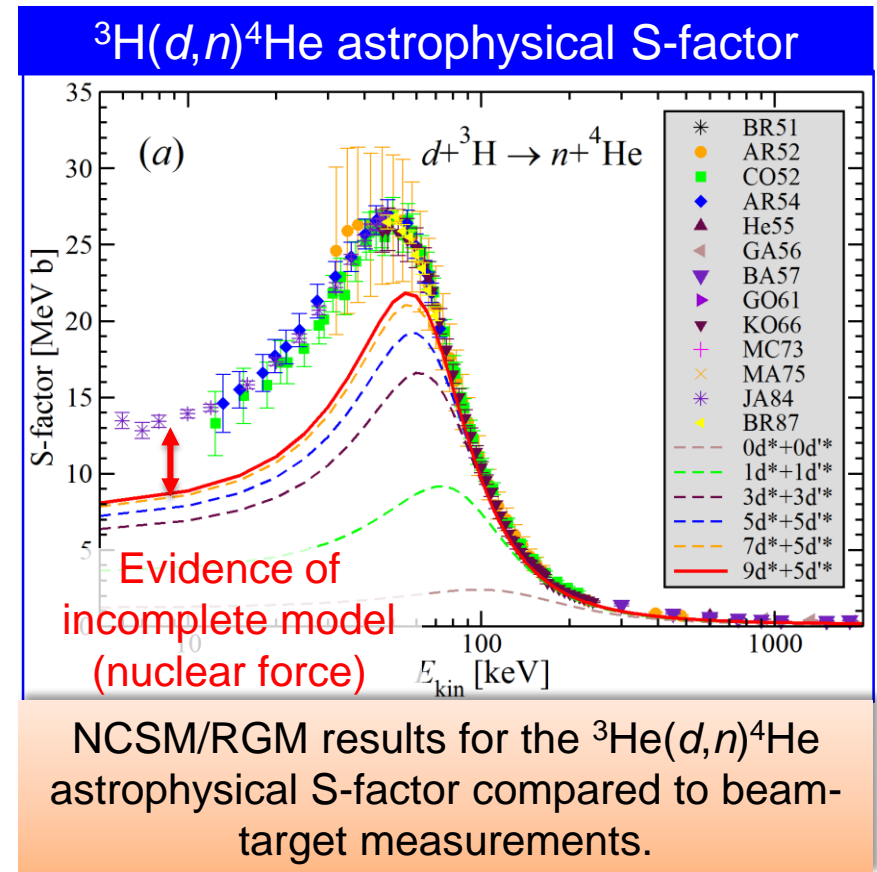 ³H(d,n)⁴He astrophysical S-factor
35
30
25
20
15
10
5
0
S-factor [MeV b]
(a)
d+³H → n+⁴He
BR51
AR52
CO52
AR54
He55
GA56
BA57
GO61
KO66
MC73
MA75
JA84
BR87
0d*+0d'*
1d*+1d'*
3d*+3d'*
5d*+5d'*
7d*+5d'*
9d*+5d'*
Evidence of
incomplete model
(nuclear force)
10
100
1000
E_kin [keV]
NCSM/RGM results for the ³He(d,n)⁴He
astrophysical S-factor compared to beam-
target measurements.